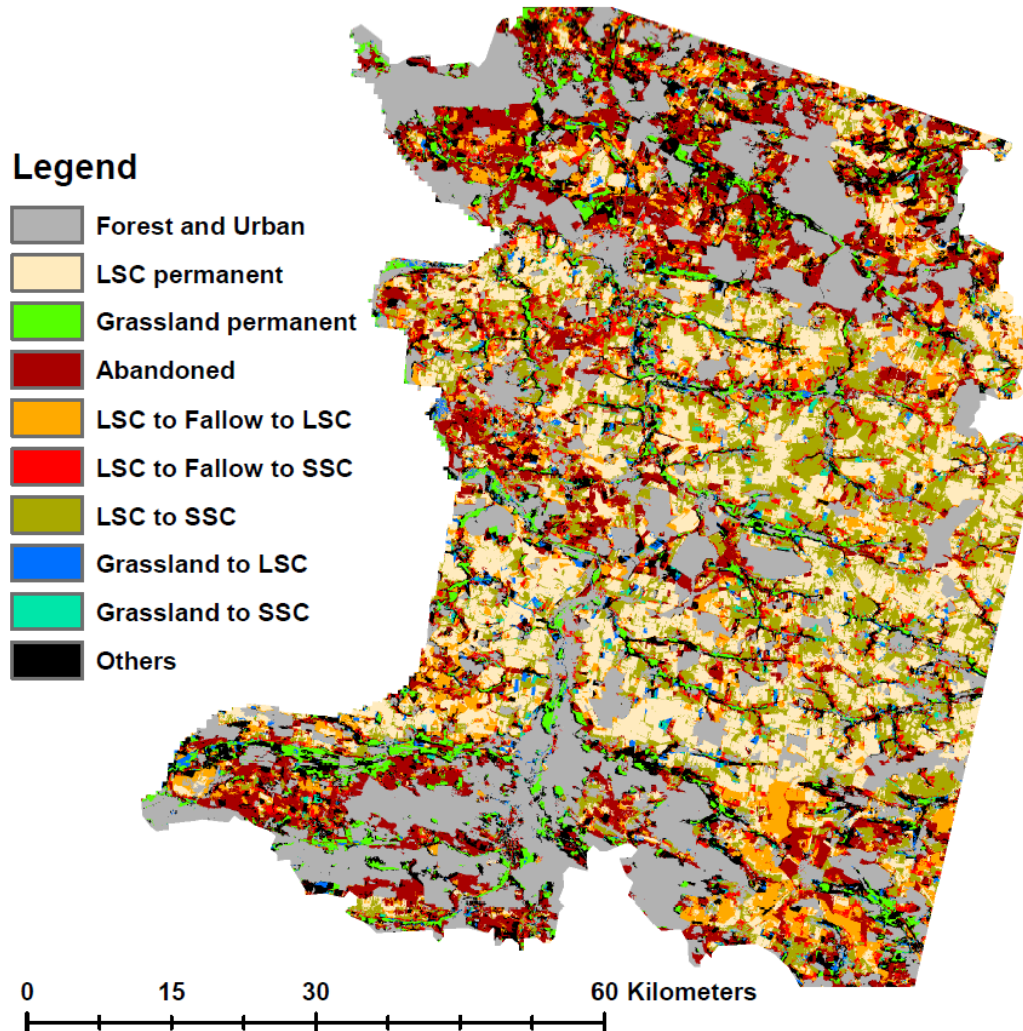 Legend
Forest and Urban
LSC permanent
Grassland permanent
Abandoned
LSC to Fallow to LSC
LSC to Fallow to SSC
LSC to SSC
Grassland to LSC
Grassland to SSC
Others
0 15 30 60 Kilometers